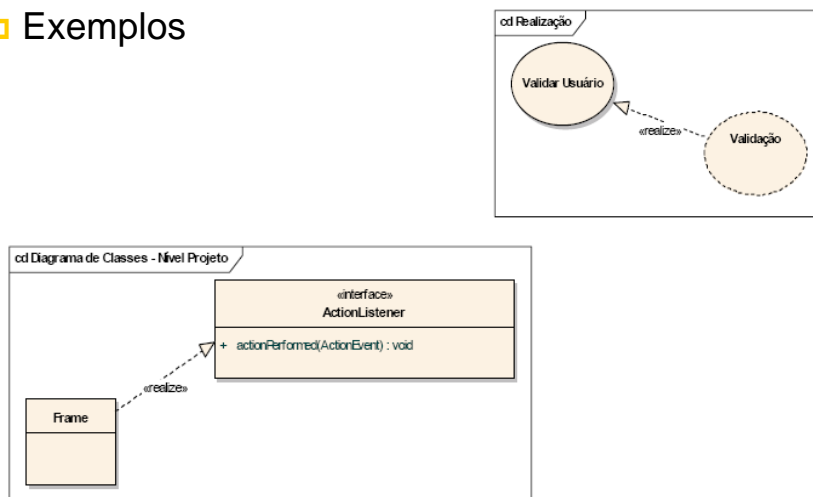 Exemplos
cd Realização
Validar Usuário
«realize»
Validação
cd Diagrama de Classes - Nível Projeto
«interface»
ActionListener
+ actionPerformed(ActionEvent) : void
«realize»
Frame